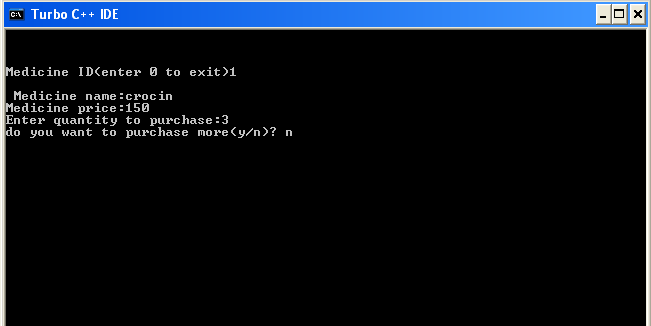 Turbo C++ IDE
Medicine ID(enter 0 to exit)1
Medicine name:crocin
Medicine price:150
Enter quantity to purchase:3
do you want to purchase more(y/n)? n